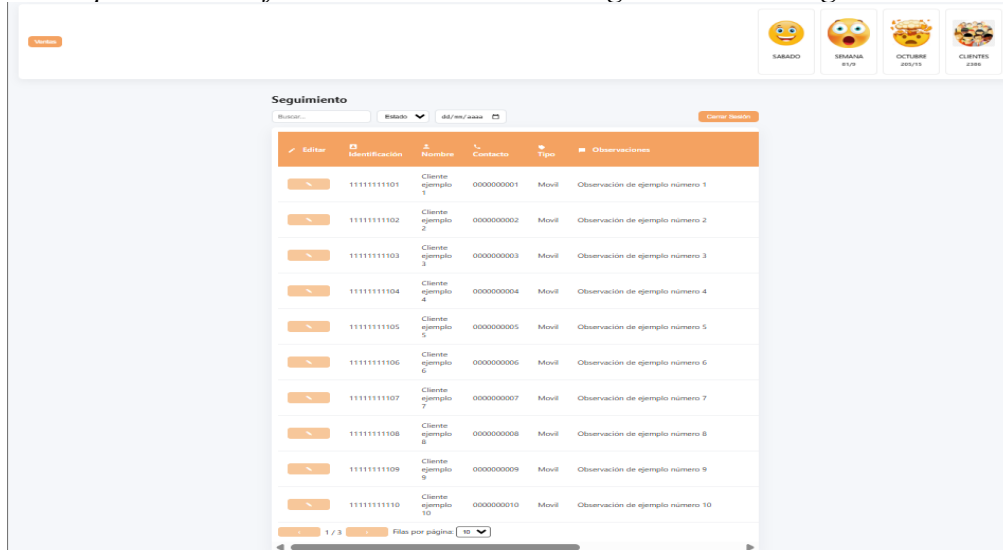 Ventas
SABADO
SEMANA
81/9
OCTUBRE
205/15
CLIENTES
2386
Seguimiento
Buscar...
Estado
dd/mm/aaaa
Cerrar Sesión
Editar
Identificación
Nombre
Contacto
Tipo
Observaciones
11111111101 Cliente ejemplo 1 0000000001 Movil Observación de ejemplo número 1
11111111102 Cliente ejemplo 2 0000000002 Movil Observación de ejemplo número 2
11111111103 Cliente ejemplo 3 0000000003 Movil Observación de ejemplo número 3
11111111104 Cliente ejemplo 4 0000000004 Movil Observación de ejemplo número 4
11111111105 Cliente ejemplo 5 0000000005 Movil Observación de ejemplo número 5
11111111106 Cliente ejemplo 6 0000000006 Movil Observación de ejemplo número 6
11111111107 Cliente ejemplo 7 0000000007 Movil Observación de ejemplo número 7
11111111108 Cliente ejemplo 8 0000000008 Movil Observación de ejemplo número 8
11111111109 Cliente ejemplo 9 0000000009 Movil Observación de ejemplo número 9
11111111110 Cliente ejemplo 10 0000000010 Movil Observación de ejemplo número 10
1 / 3
Filas por página: 10